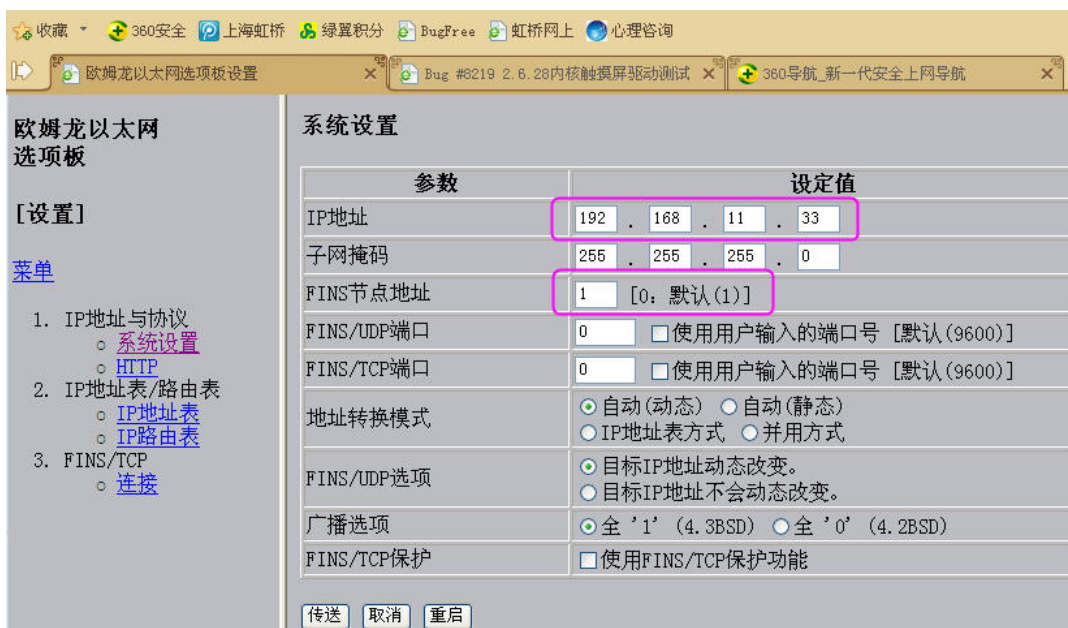 收藏 360安全 上海虹桥 绿翼积分 BugFree 虹桥网上 心理咨询
欧姆龙以太网选项板设置 Bug #8219 2.6.28内核触摸屏驱动测试 360导航_新一代安全上网导航
欧姆龙以太网
选项板
[设置]
菜单
1. IP地址与协议
系统设置
HTTP
2. IP地址表/路由表
IP地址表
IP路由表
3. FINS/TCP
连接
系统设置
参数 设定值
IP地址 192 . 168 . 11 . 33
子网掩码 255 . 255 . 255 . 0
FINS节点地址 1 [0: 默认(1)]
FINS/UDP端口 0 使用用户输入的端口号 [默认(9600)]
FINS/TCP端口 0 使用用户输入的端口号 [默认(9600)]
地址转换模式 自动(动态) 自动(静态)
IP地址表方式 并用方式
FINS/UDP选项 目标IP地址动态改变。
目标IP地址不会动态改变。
广播选项 全 '1' (4.3BSD) 全 '0' (4.2BSD)
FINS/TCP保护 使用FINS/TCP保护功能
传送 取消 重启